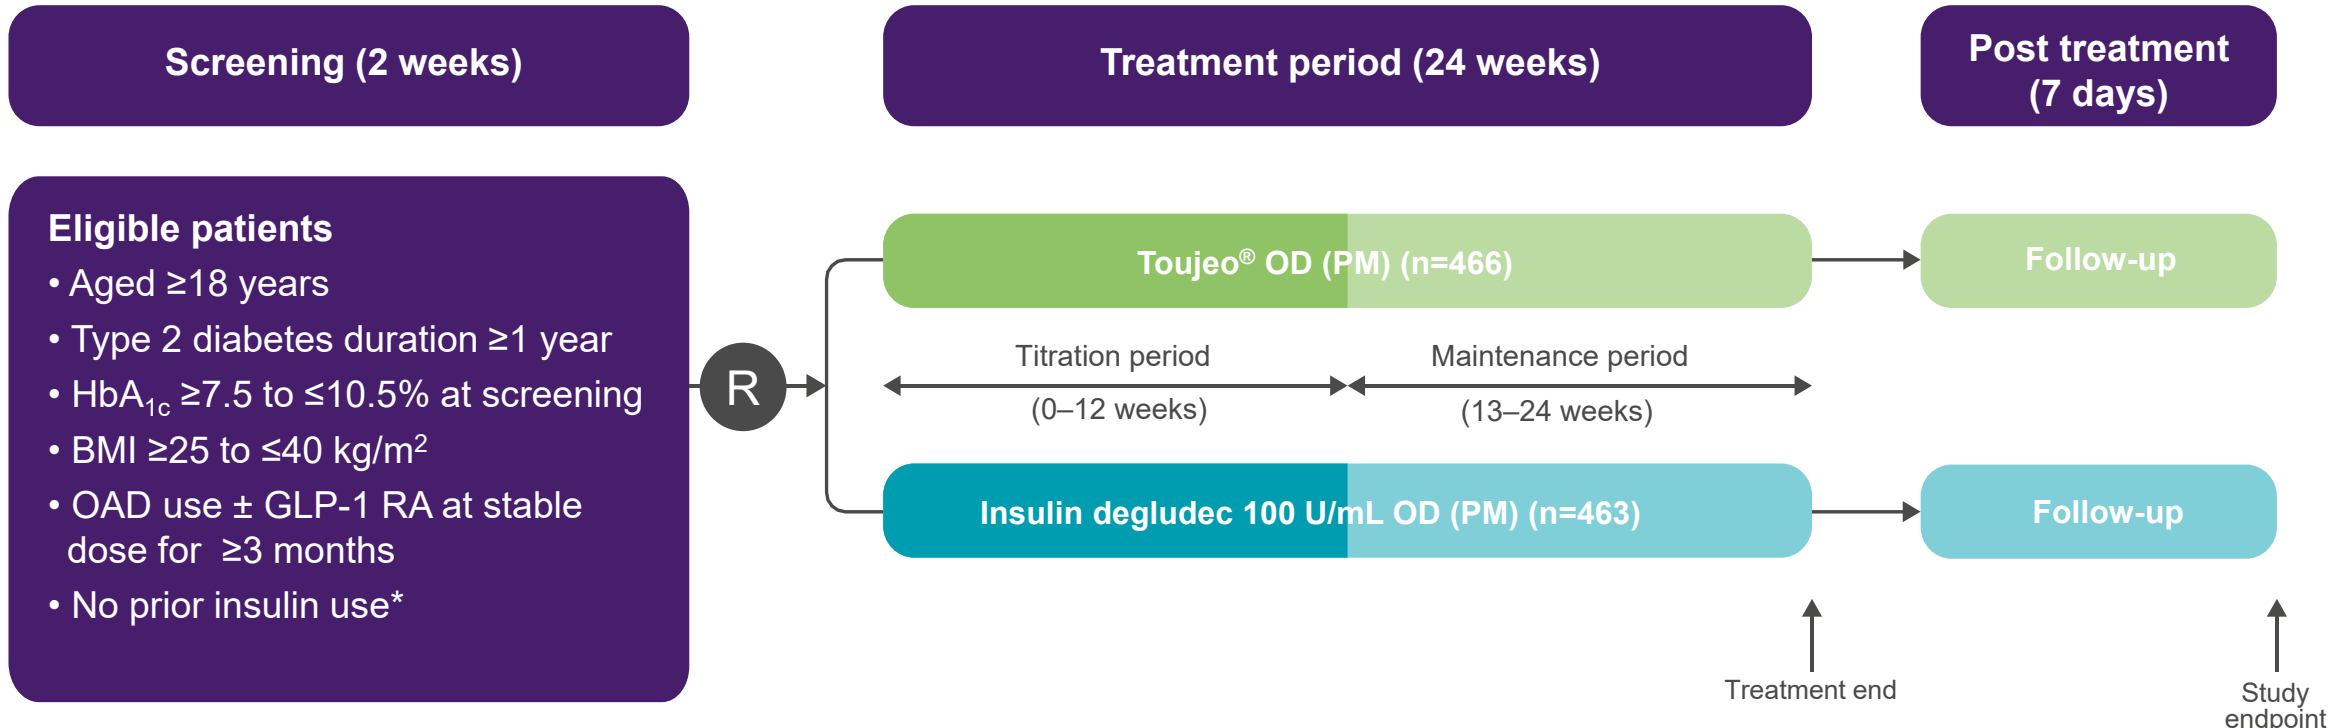 Screening (2 weeks)
Treatment period (24 weeks)
Post treatment
(7 days)
Eligible patients
• Aged ≥18 years
• Type 2 diabetes duration ≥1 year
• HbA1c ≥7.5 to ≤10.5% at screening
• BMI ≥25 to ≤40 kg/m²
• OAD use ± GLP-1 RA at stable
dose for ≥3 months
• No prior insulin use*
R
Toujeo® OD (PM) (n=466)
Follow-up
Titration period
(0–12 weeks)
Maintenance period
(13–24 weeks)
Insulin degludec 100 U/mL OD (PM) (n=463)
Follow-up
Treatment end
Study
endpoint